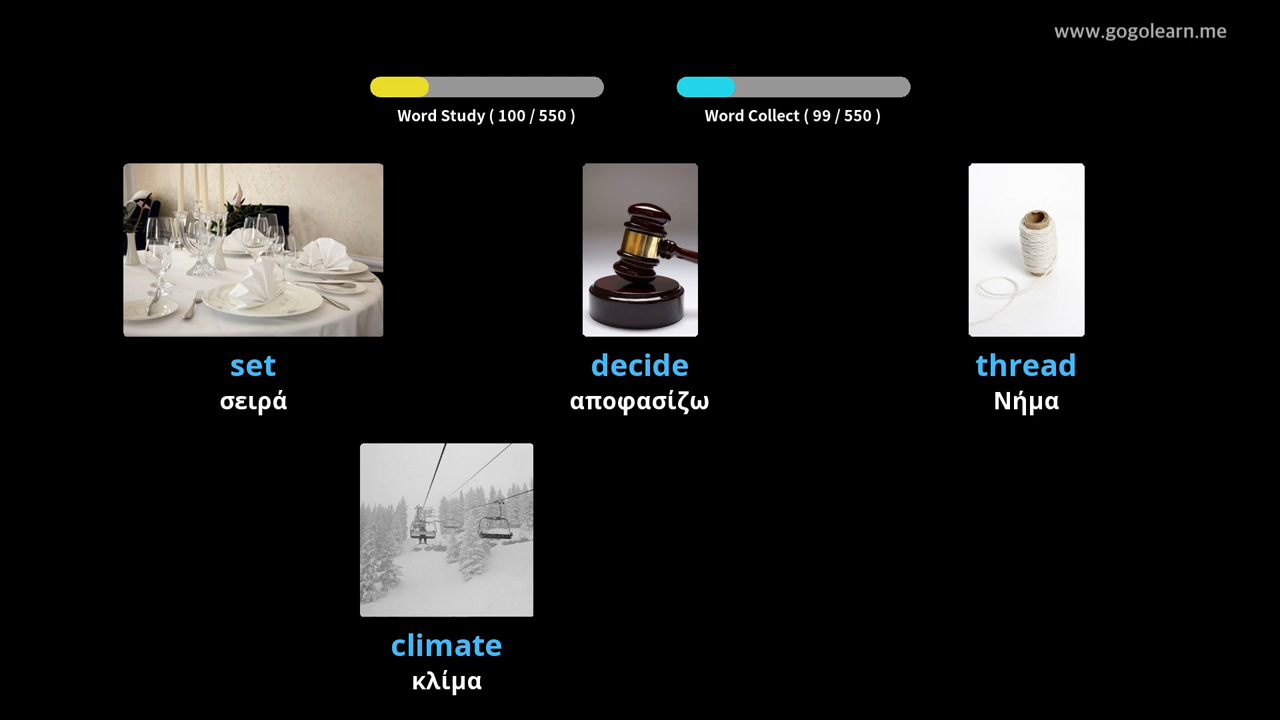 www.gogolearn.me
Word Study ( 100 / 550 )
Word Collect ( 99 / 550 )
set
σειρά
decide
αποφασίζω
thread
Νήμα
climate
κλίμα